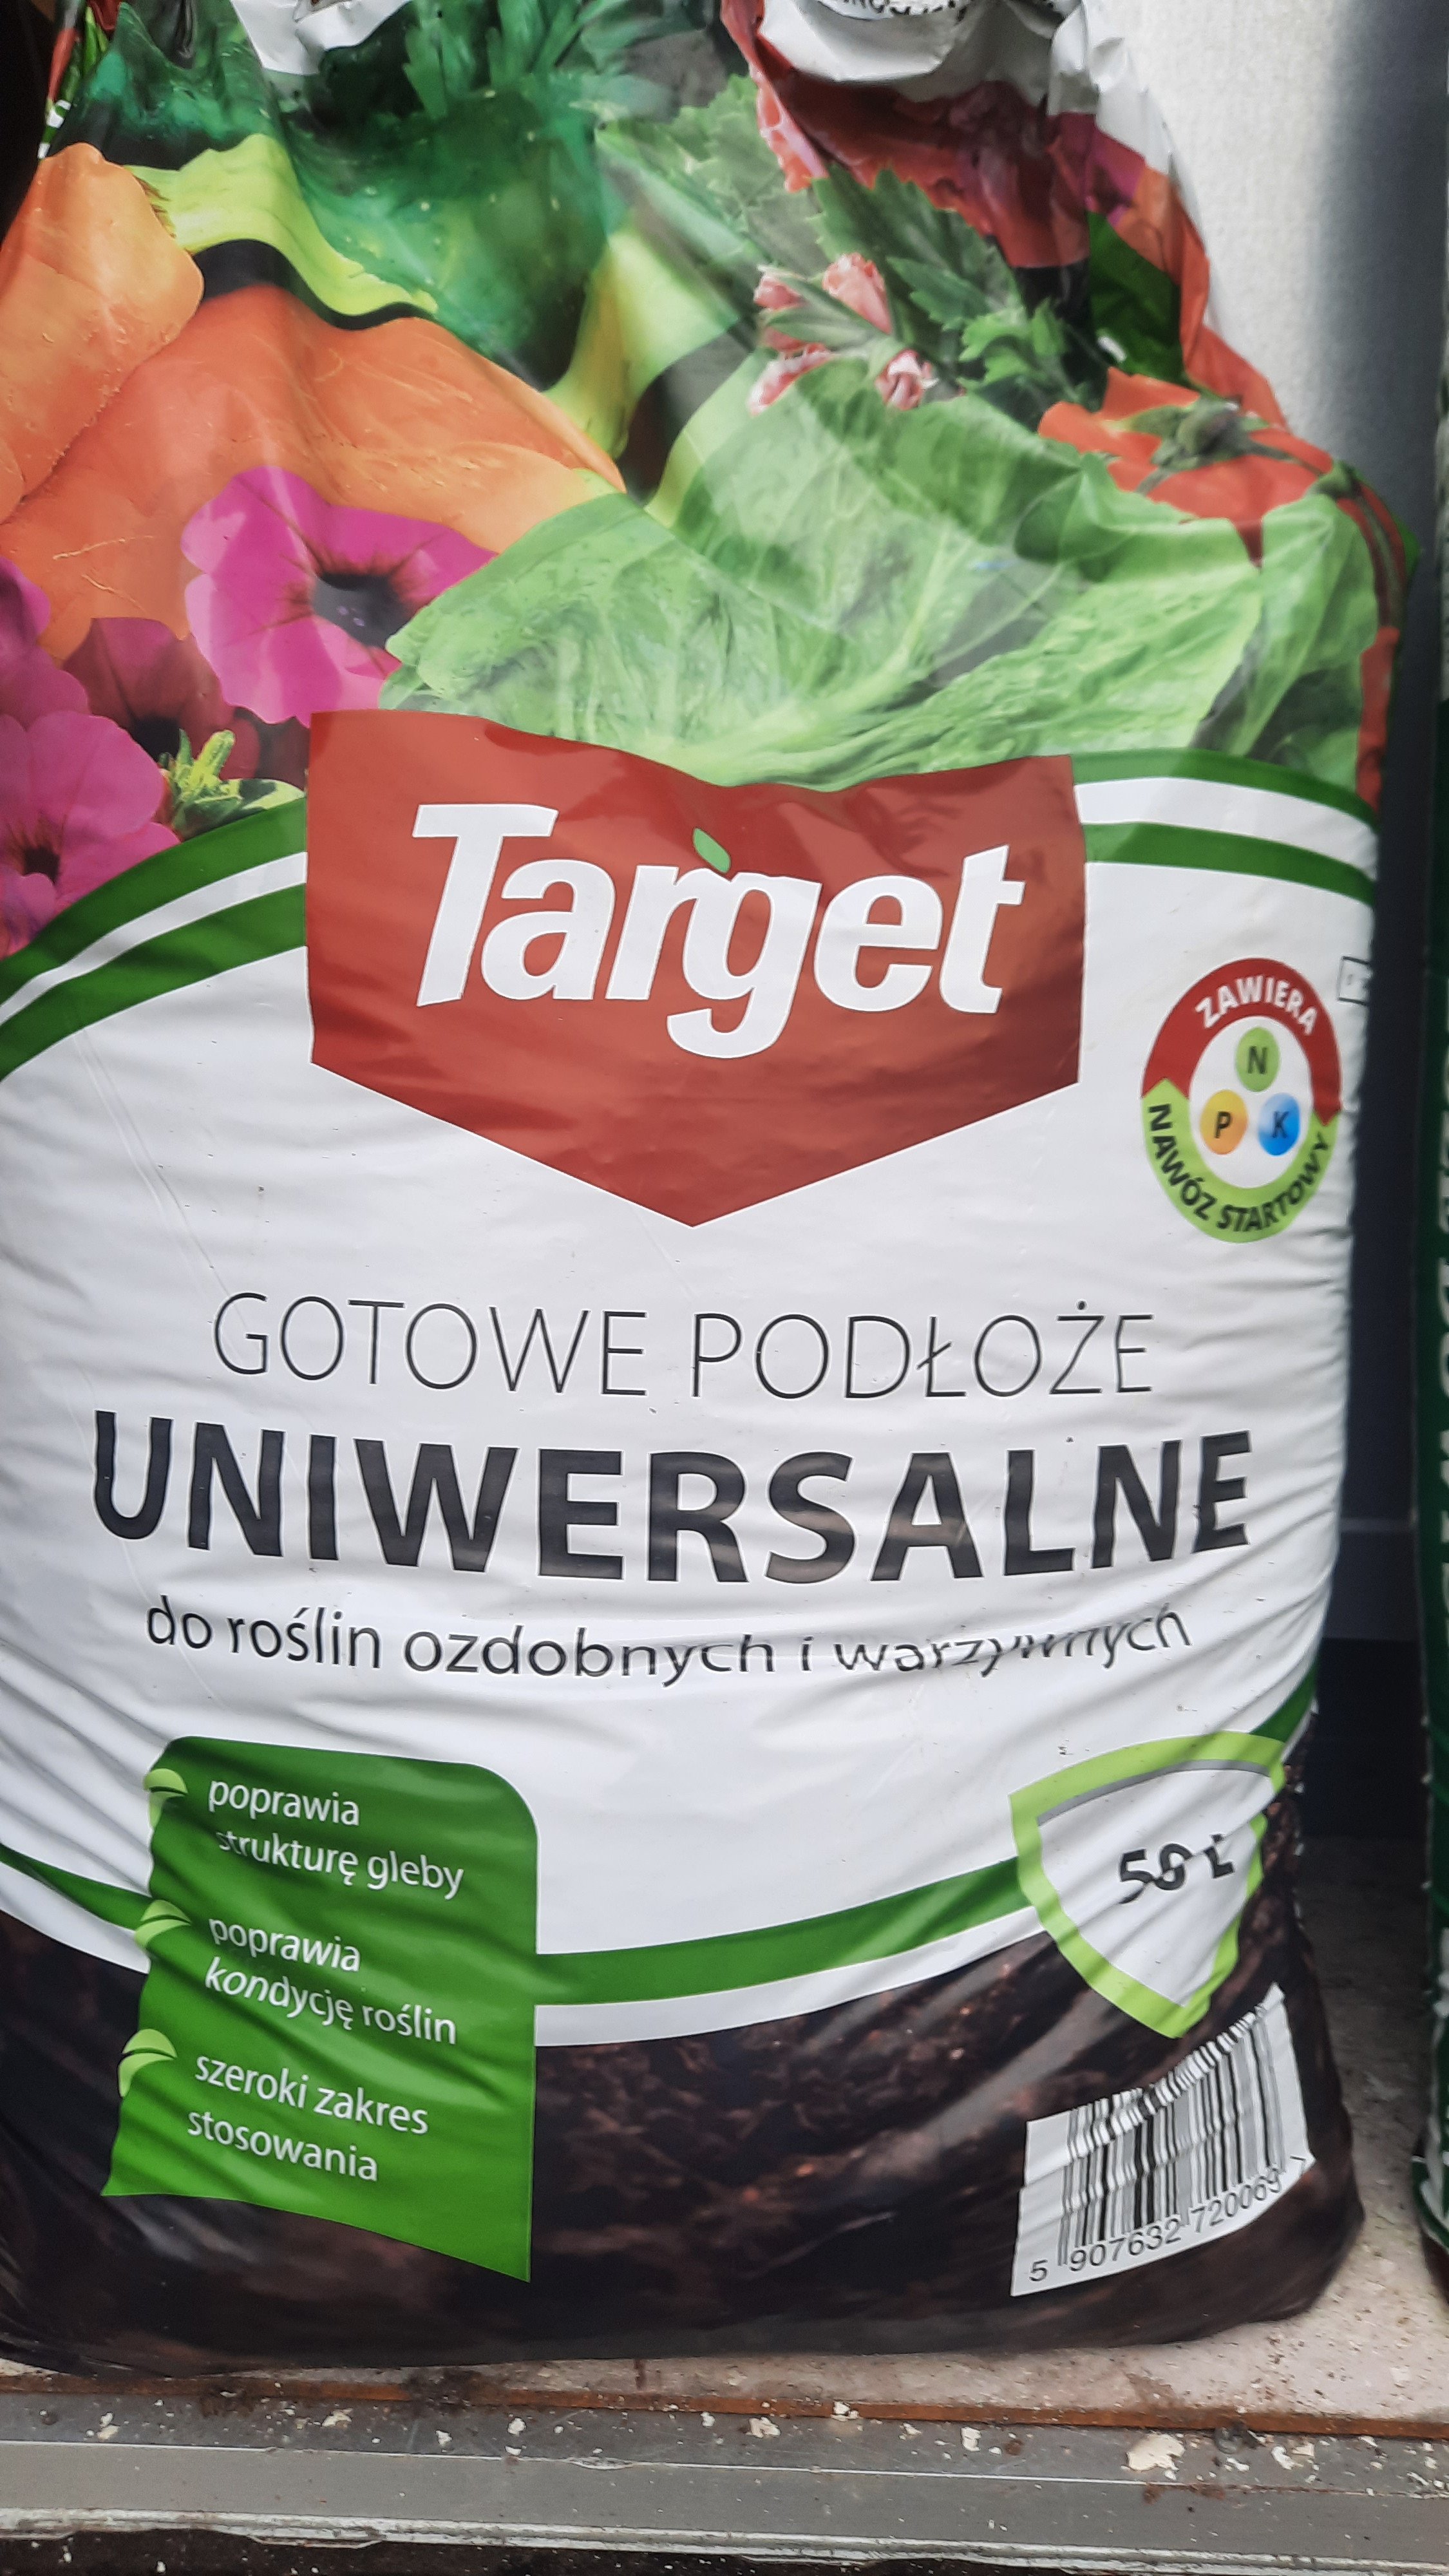 Target
ZAWIERA
N
P K
NAWÓZ STARTOWY
GOTOWE PODŁOŻE
UNIWERSALNE
do roślin ozdobnych i warzywnych
poprawia
strukturę gleby
50 L
poprawia
kondycję roślin
szeroki zakres
stosowania
5 907632 720069